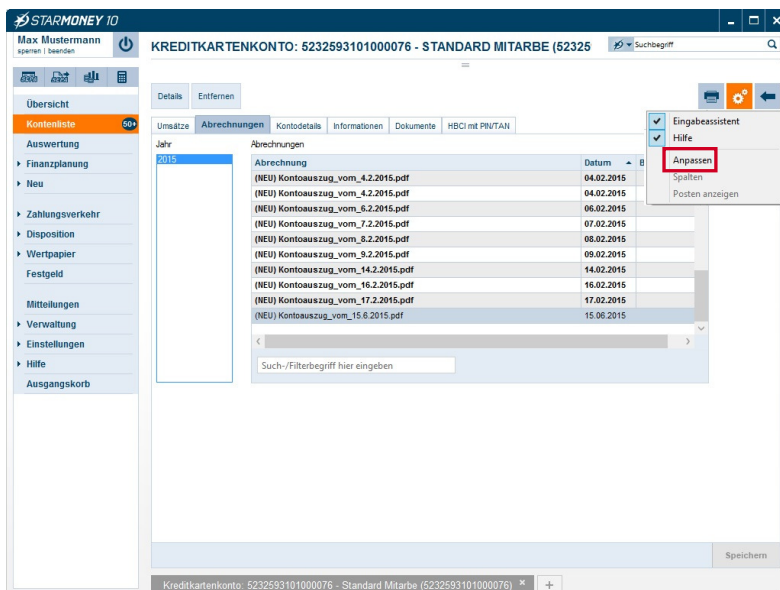 STARMONEY 10
Max Mustermann
sperren | beenden
KREDITKARTENKONTO: 5232593101000076 - STANDARD MITARBE (52325
Suchbegriff
Übersicht
Kontenliste 50+
Auswertung
Finanzplanung
Neu
Zahlungsverkehr
Disposition
Wertpapier
Festgeld
Mitteilungen
Verwaltung
Einstellungen
Hilfe
Ausgangskorb
Details Entfernen
Umsätze Abrechnungen Kontodetails Informationen Dokumente HBCI mit PIN/TAN
Jahr Abrechnungen
2015
Abrechnung Datum B
(NEU) Kontoauszug_vom_4.2.2015.pdf 04.02.2015
(NEU) Kontoauszug_vom_4.2.2015.pdf 04.02.2015
(NEU) Kontoauszug_vom_6.2.2015.pdf 06.02.2015
(NEU) Kontoauszug_vom_7.2.2015.pdf 07.02.2015
(NEU) Kontoauszug_vom_8.2.2015.pdf 08.02.2015
(NEU) Kontoauszug_vom_9.2.2015.pdf 09.02.2015
(NEU) Kontoauszug_vom_14.2.2015.pdf 14.02.2015
(NEU) Kontoauszug_vom_16.2.2015.pdf 16.02.2015
(NEU) Kontoauszug_vom_17.2.2015.pdf 17.02.2015
(NEU) Kontoauszug_vom_15.6.2015.pdf 15.06.2015
Such-/Filterbegriff hier eingeben
Eingabeassistent
Hilfe
Anpassen
Spalten
Posten anzeigen
Speichern
Kreditkartenkonto: 5232593101000076 - Standard Mitarbe (5232593101000076) × +